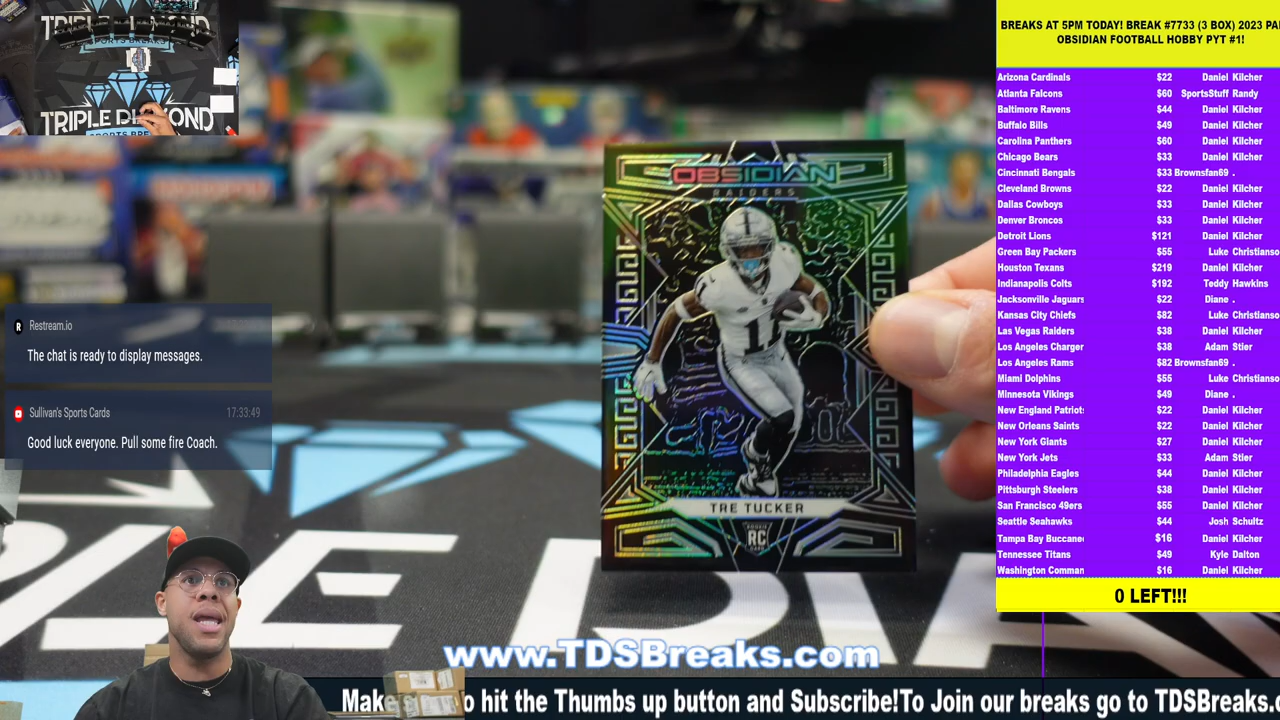 TRIPLE DIAMOND
SPORTS BREAKS
TRIPLE DIAMOND
SPORTS BREAKS
BREAKS AT 5PM TODAY! BREAK #7733 (3 BOX) 2023 PA
OBSIDIAN FOOTBALL HOBBY PYT #1!
Arizona Cardinals $22 Daniel Kilcher
Atlanta Falcons $60 SportsStuff Randy
Baltimore Ravens $44 Daniel Kilcher
Buffalo Bills $49 Daniel Kilcher
Carolina Panthers $60 Daniel Kilcher
Chicago Bears $33 Daniel Kilcher
Cincinnati Bengals $33 Brownsfan69 .
Cleveland Browns $22 Daniel Kilcher
Dallas Cowboys $33 Daniel Kilcher
Denver Broncos $33 Daniel Kilcher
Detroit Lions $121 Daniel Kilcher
Green Bay Packers $55 Luke Christianso
Houston Texans $219 Daniel Kilcher
Indianapolis Colts $192 Teddy Hawkins
Jacksonville Jaguars $22 Diane .
Kansas City Chiefs $82 Luke Christianso
Las Vegas Raiders $38 Daniel Kilcher
Los Angeles Charger $38 Adam Stier
Los Angeles Rams $82 Brownsfan69 .
Miami Dolphins $55 Luke Christianso
Minnesota Vikings $49 Diane .
New England Patriots $22 Daniel Kilcher
New Orleans Saints $22 Daniel Kilcher
New York Giants $27 Daniel Kilcher
New York Jets $33 Adam Stier
Philadelphia Eagles $44 Daniel Kilcher
Pittsburgh Steelers $38 Daniel Kilcher
San Francisco 49ers $55 Daniel Kilcher
Seattle Seahawks $44 Josh Schultz
Tampa Bay Buccane $16 Daniel Kilcher
Tennessee Titans $49 Kyle Dalton
Washington Comman $16 Daniel Kilcher
0 LEFT!!!
OBSIDIAN
RAIDERS
11
TRE TUCKER
ROOKIE
RC
CARD
Restream.io
The chat is ready to display messages.
Sullivan's Sports Cards 17:33:49
Good luck everyone. Pull some fire Coach.
www.TDSBreaks.com
Make o hit the Thumbs up button and Subscribe!To Join our breaks go to TDSBreaks.